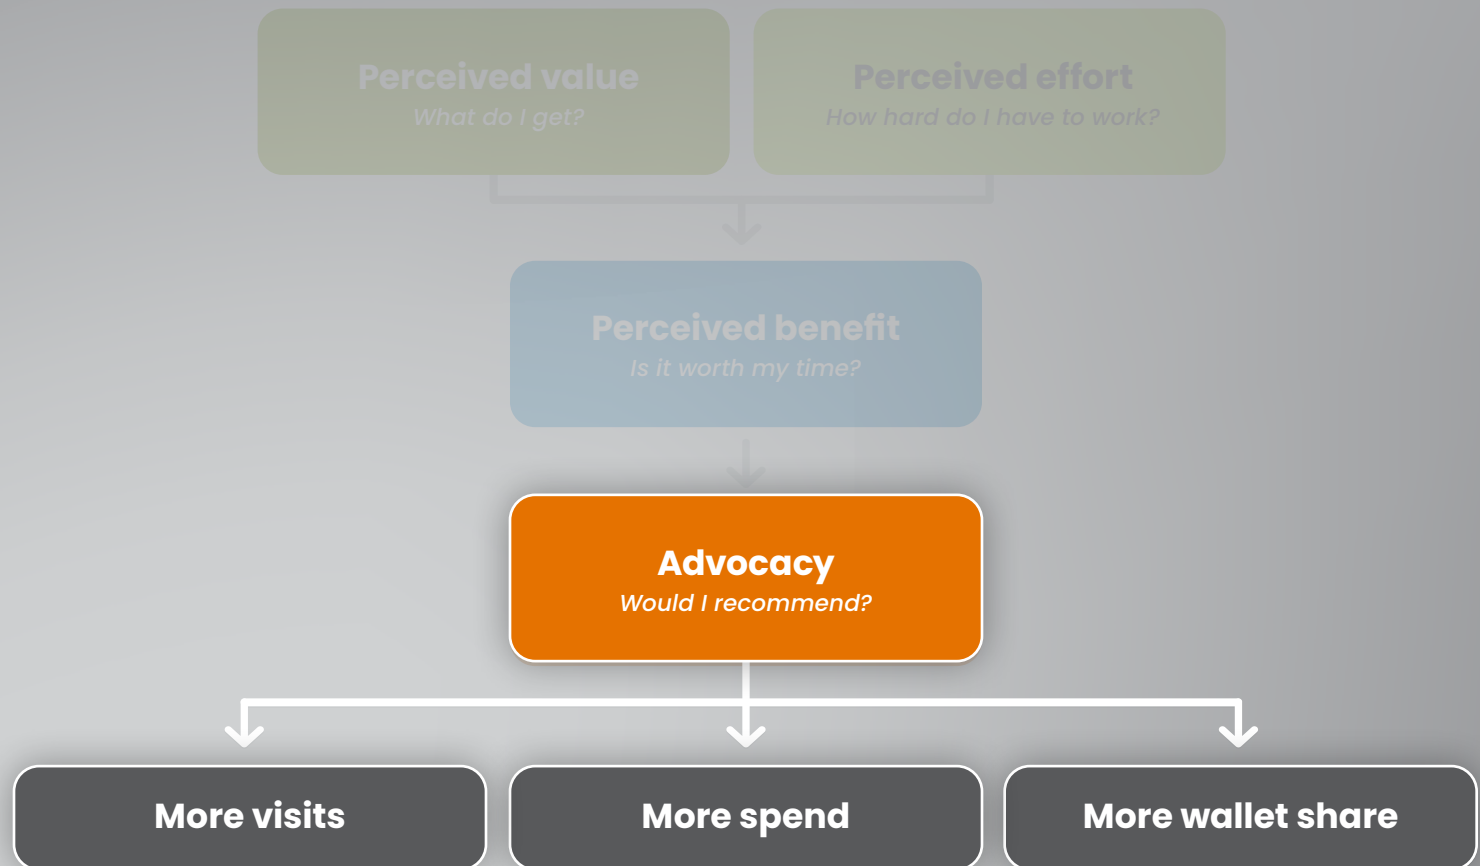 Perceived value
What do I get?
Perceived effort
How hard do I have to work?
Perceived benefit
Is it worth my time?
Advocacy
Would I recommend?
More visits
More spend
More wallet share